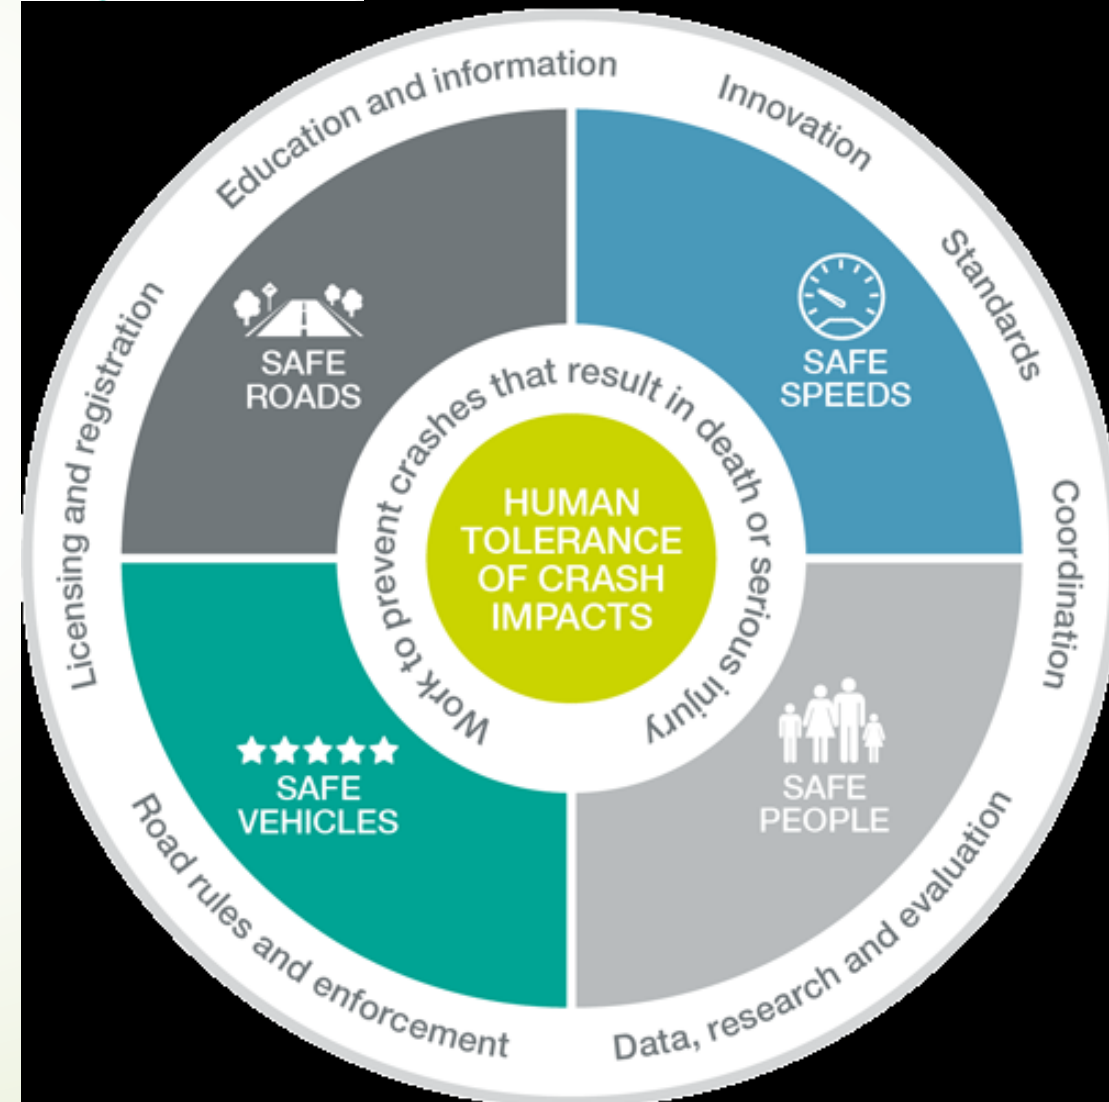 Education and information
Innovation
Standards
Coordination
Data, research and evaluation
Road rules and enforcement
Licensing and registration
SAFE
ROADS
SAFE
SPEEDS
SAFE
PEOPLE
SAFE
VEHICLES
Work to prevent crashes that result in death or serious injury
HUMAN
TOLERANCE
OF CRASH
IMPACTS